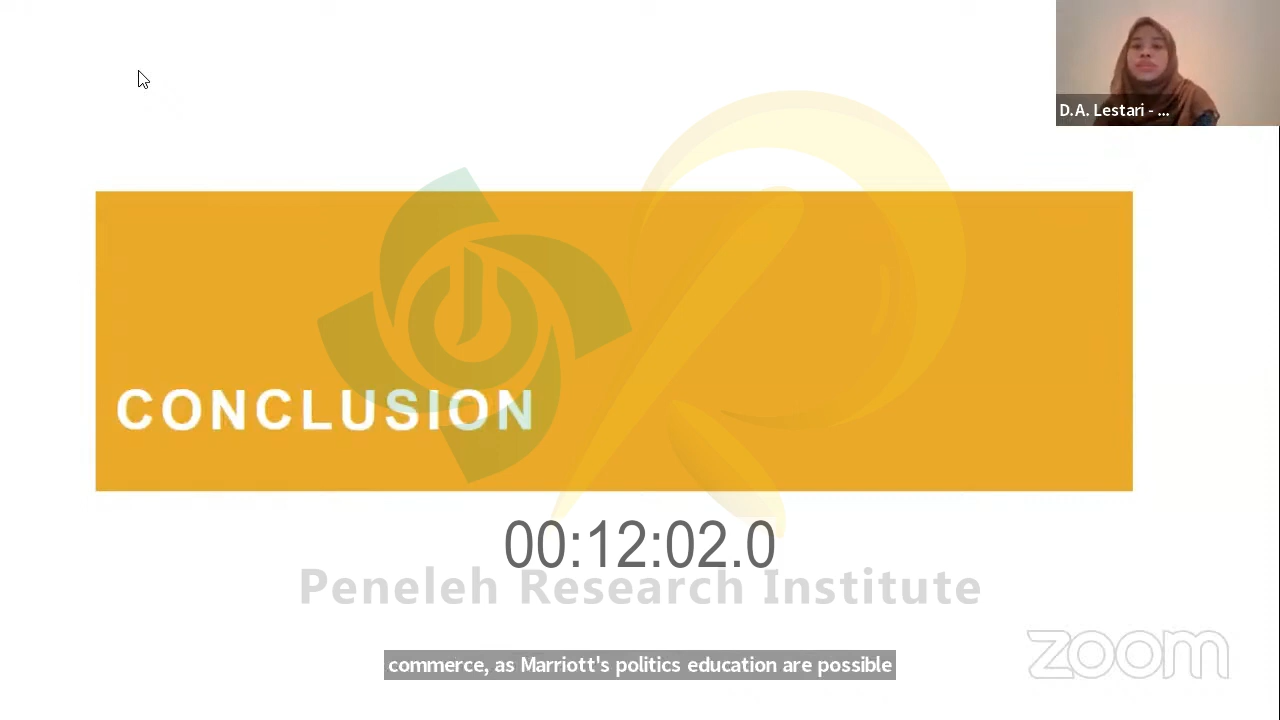 D.A. Lestari - ...
CONCLUSION
00:12:02.0
Peneleh Research Institute
commerce, as Marriott's politics education are possible
zoom